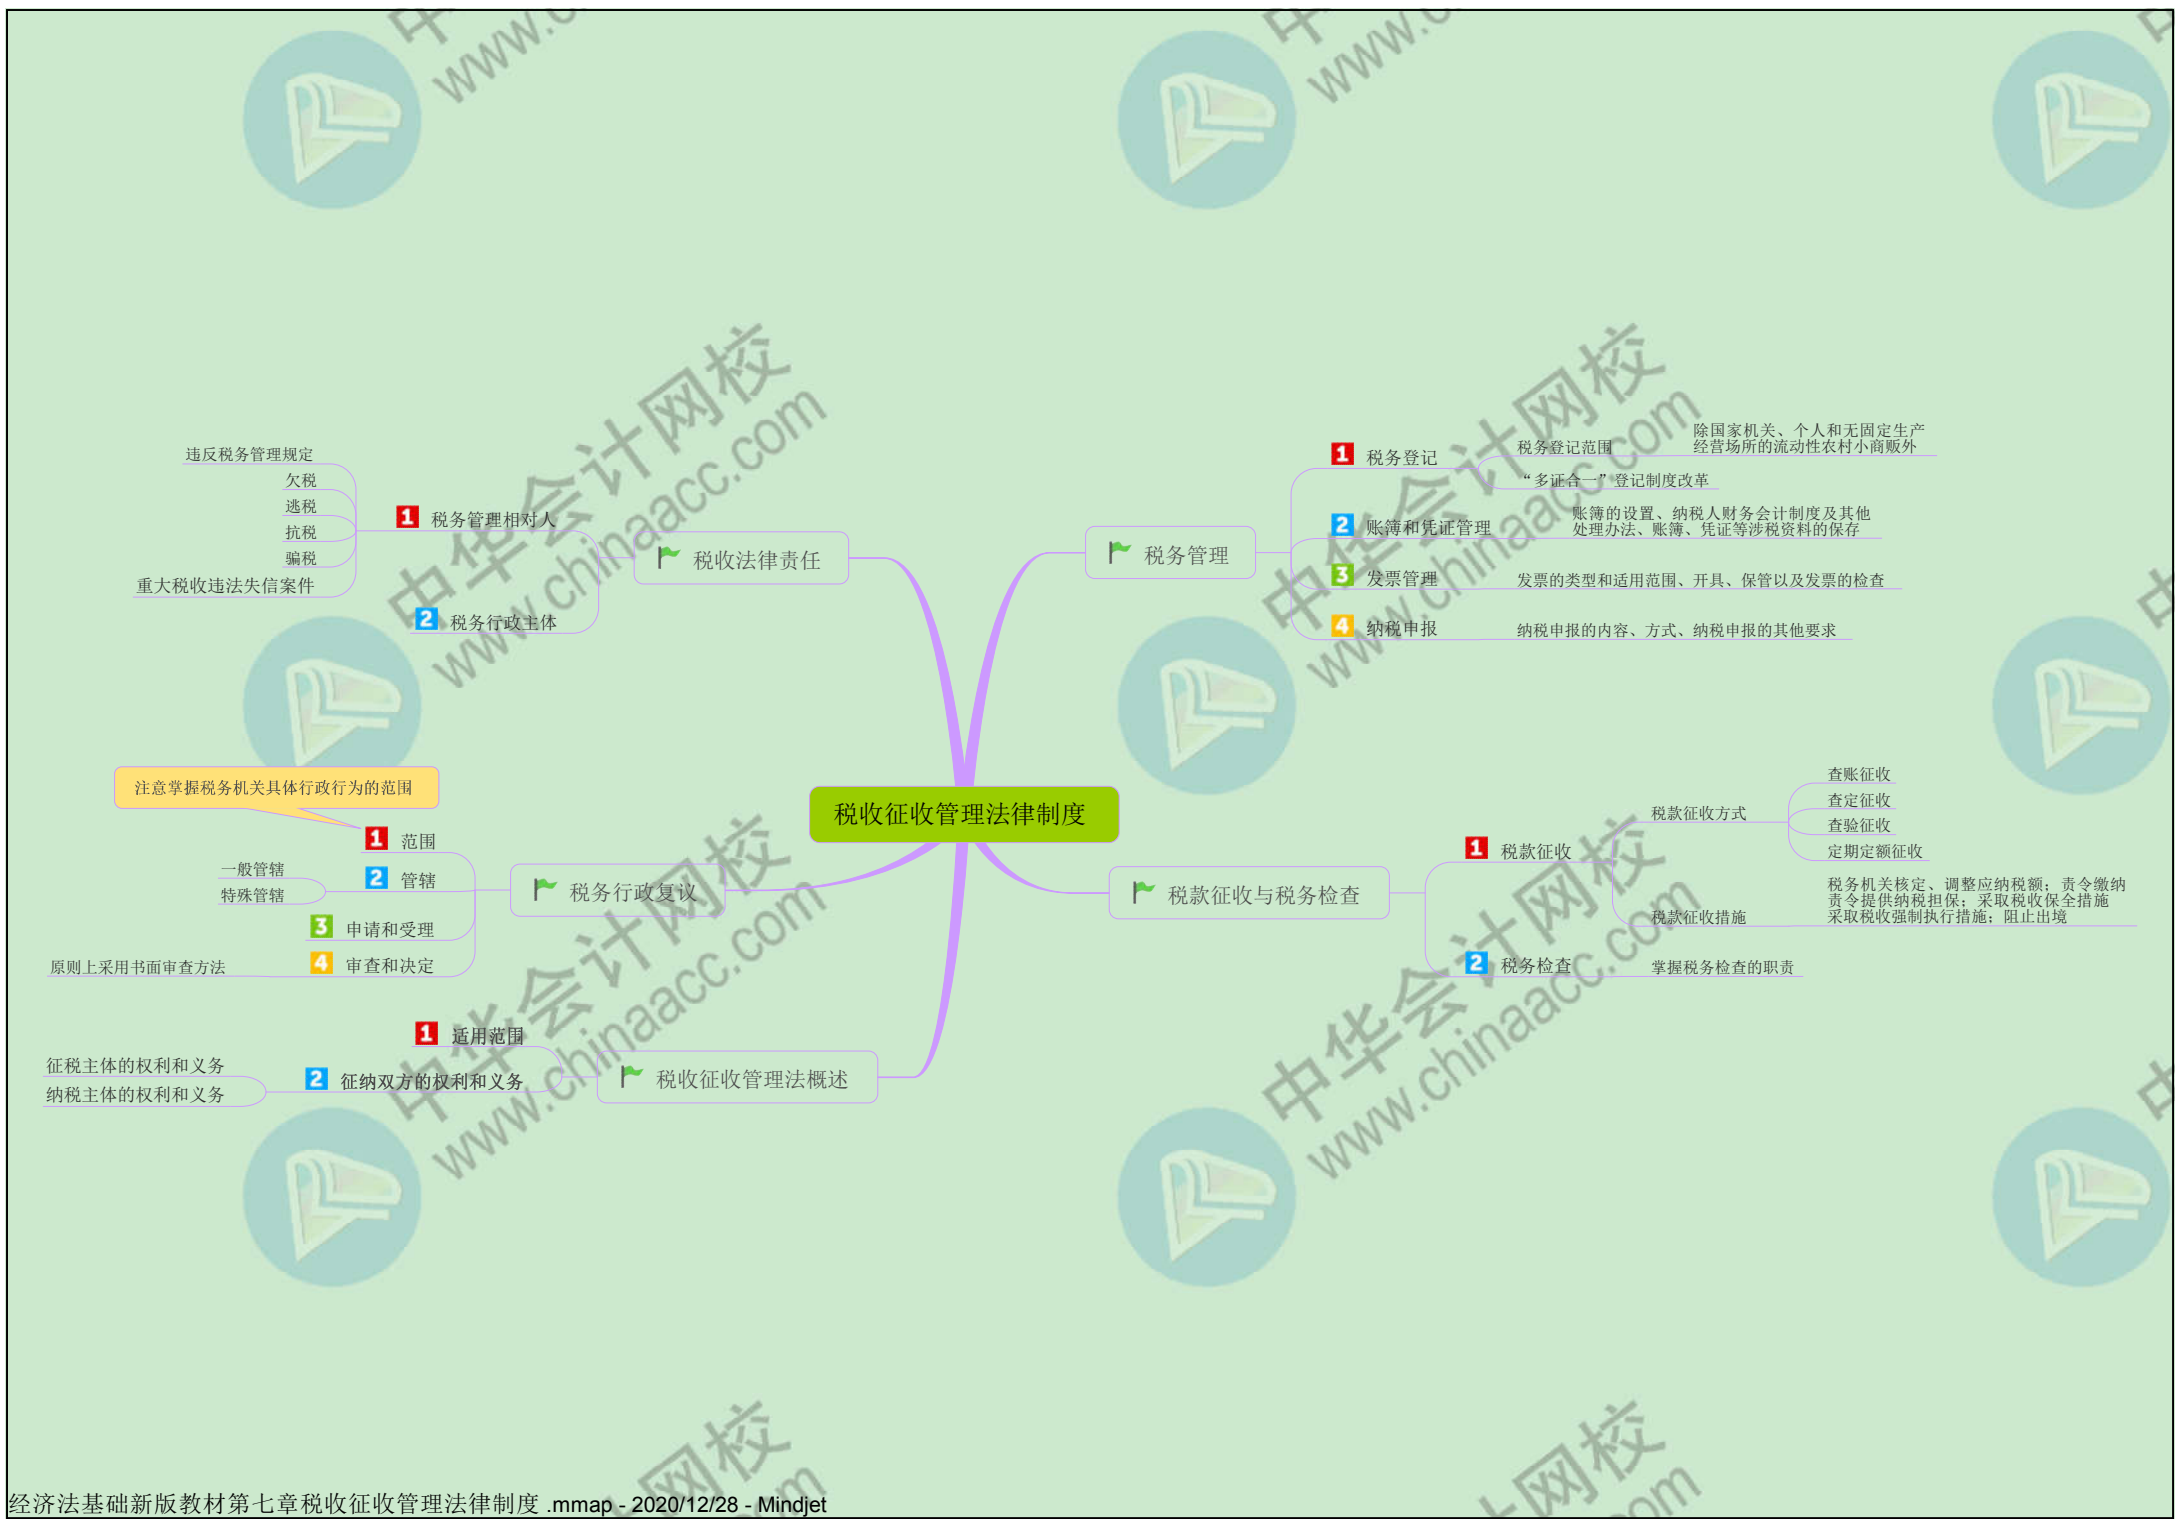 中华会计网校
www.chinaacc.com
税收征收管理法律制度
税务管理
1 税务登记
税务登记范围
除国家机关、个人和无固定生产
经营场所的流动性农村小商贩外
“多证合一”登记制度改革
2 账簿和凭证管理
账簿的设置、纳税人财务会计制度及其他
处理办法、账簿、凭证等涉税资料的保存
3 发票管理
发票的类型和适用范围、开具、保管以及发票的检查
4 纳税申报
纳税申报的内容、方式、纳税申报的其他要求
税款征收与税务检查
1 税款征收
税款征收方式
查账征收
查定征收
查验征收
定期定额征收
税款征收措施
税务机关核定、调整应纳税额；责令缴纳
责令提供纳税担保；采取税收保全措施
采取税收强制执行措施；阻止出境
2 税务检查
掌握税务检查的职责
税收法律责任
1 税务管理相对人
违反税务管理规定
欠税
逃税
抗税
骗税
重大税收违法失信案件
2 税务行政主体
税务行政复议
注意掌握税务机关具体行政行为的范围
1 范围
2 管辖
一般管辖
特殊管辖
3 申请和受理
4 审查和决定
原则上采用书面审查方法
税收征收管理法概述
1 适用范围
2 征纳双方的权利和义务
征税主体的权利和义务
纳税主体的权利和义务
经济法基础新版教材第七章税收征收管理法律制度 .mmap - 2020/12/28 - Mindjet